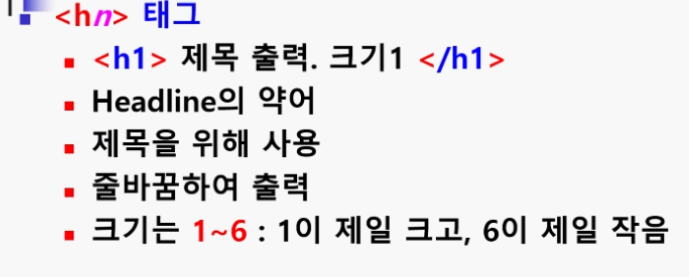 <hn> 태그
<h1> 제목 출력. 크기1 </h1>
Headline의 약어
제목을 위해 사용
줄바꿈하여 출력
크기는 1~6 : 1이 제일 크고, 6이 제일 작음